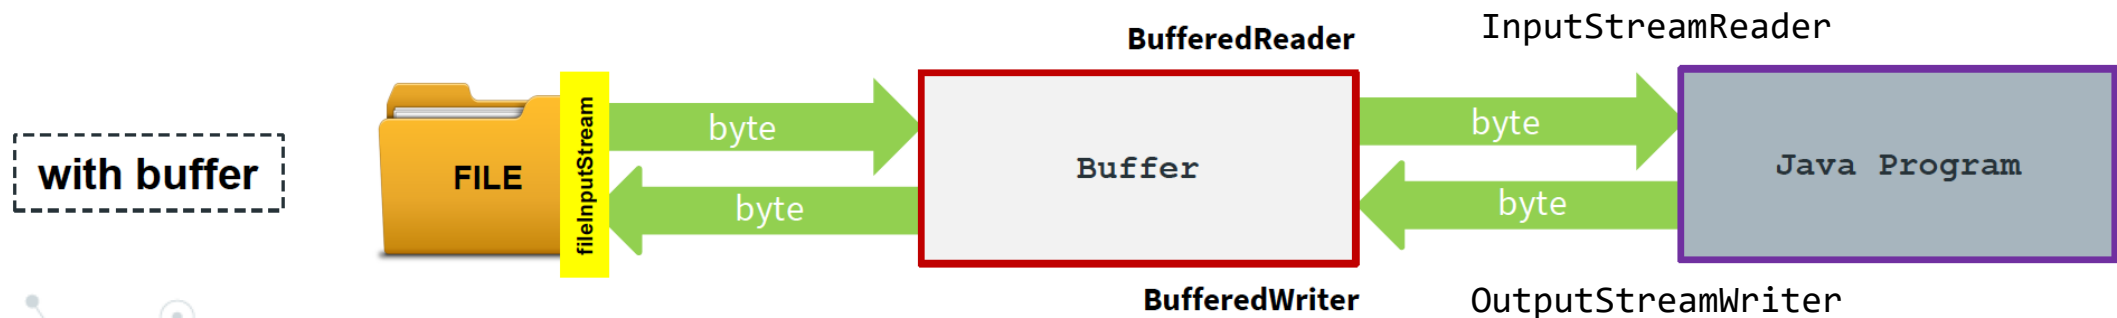 InputStreamReader
BufferedReader
with buffer
FILE
fileInputStream
byte
byte
Buffer
byte
byte
Java Program
BufferedWriter
OutputStreamWriter